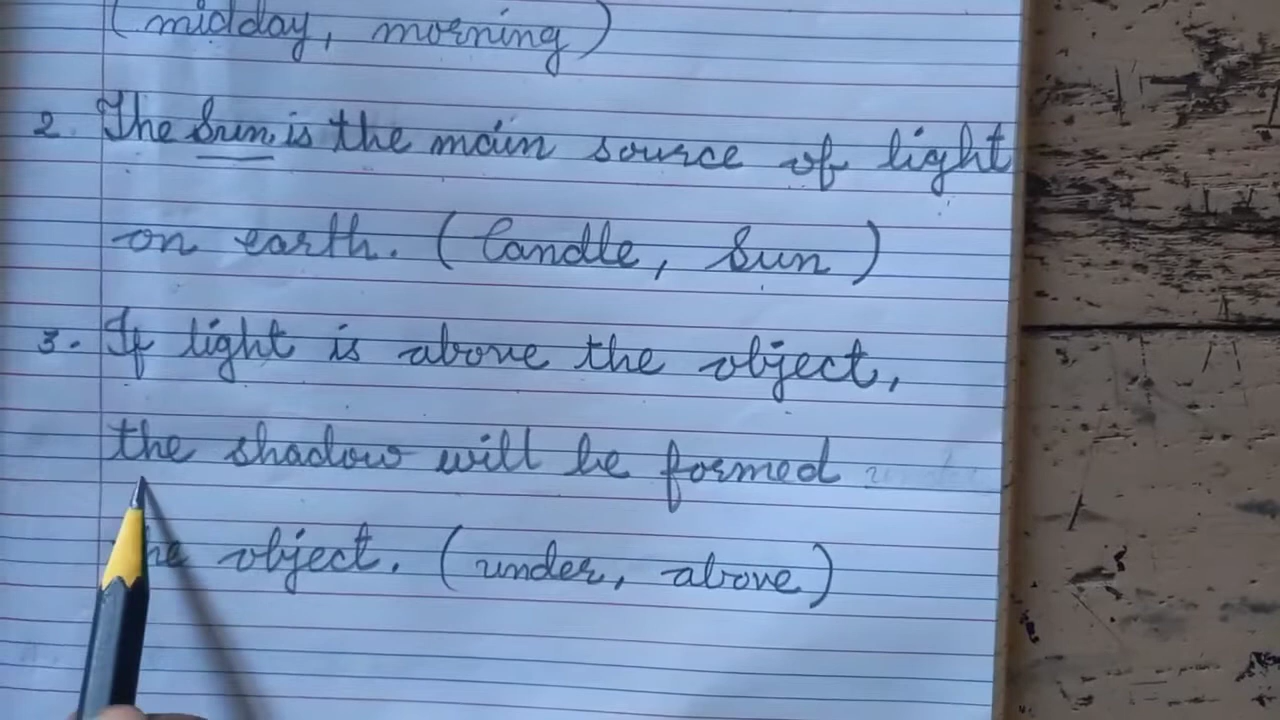 (midday, morning)
2. The Sun is the main source of light
on earth. (Candle, Sun)
3. If light is above the object,
the shadow will be formed
the object. (under, above)